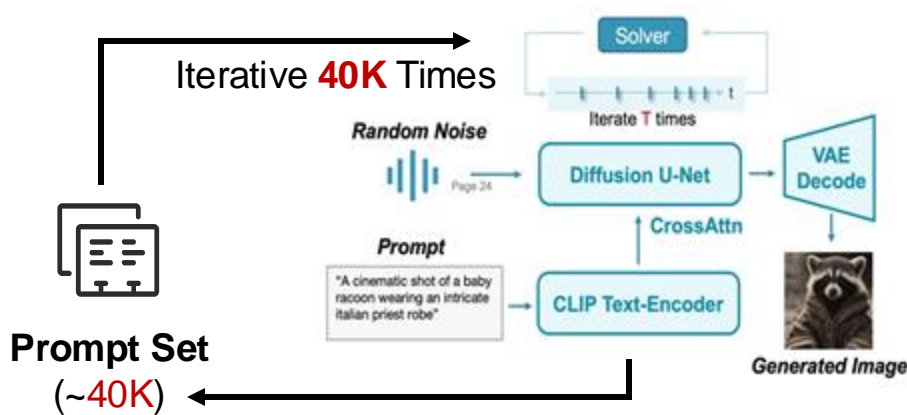 Iterative 40K Times
Solver
t
Iterate T times
Random Noise
Page 24
Diffusion U-Net
VAE
Decode
CrossAttn
Prompt
"A cinematic shot of a baby
racoon wearing an intricate
italian priest robe"
CLIP Text-Encoder
Generated Image
Prompt Set
(~40K)